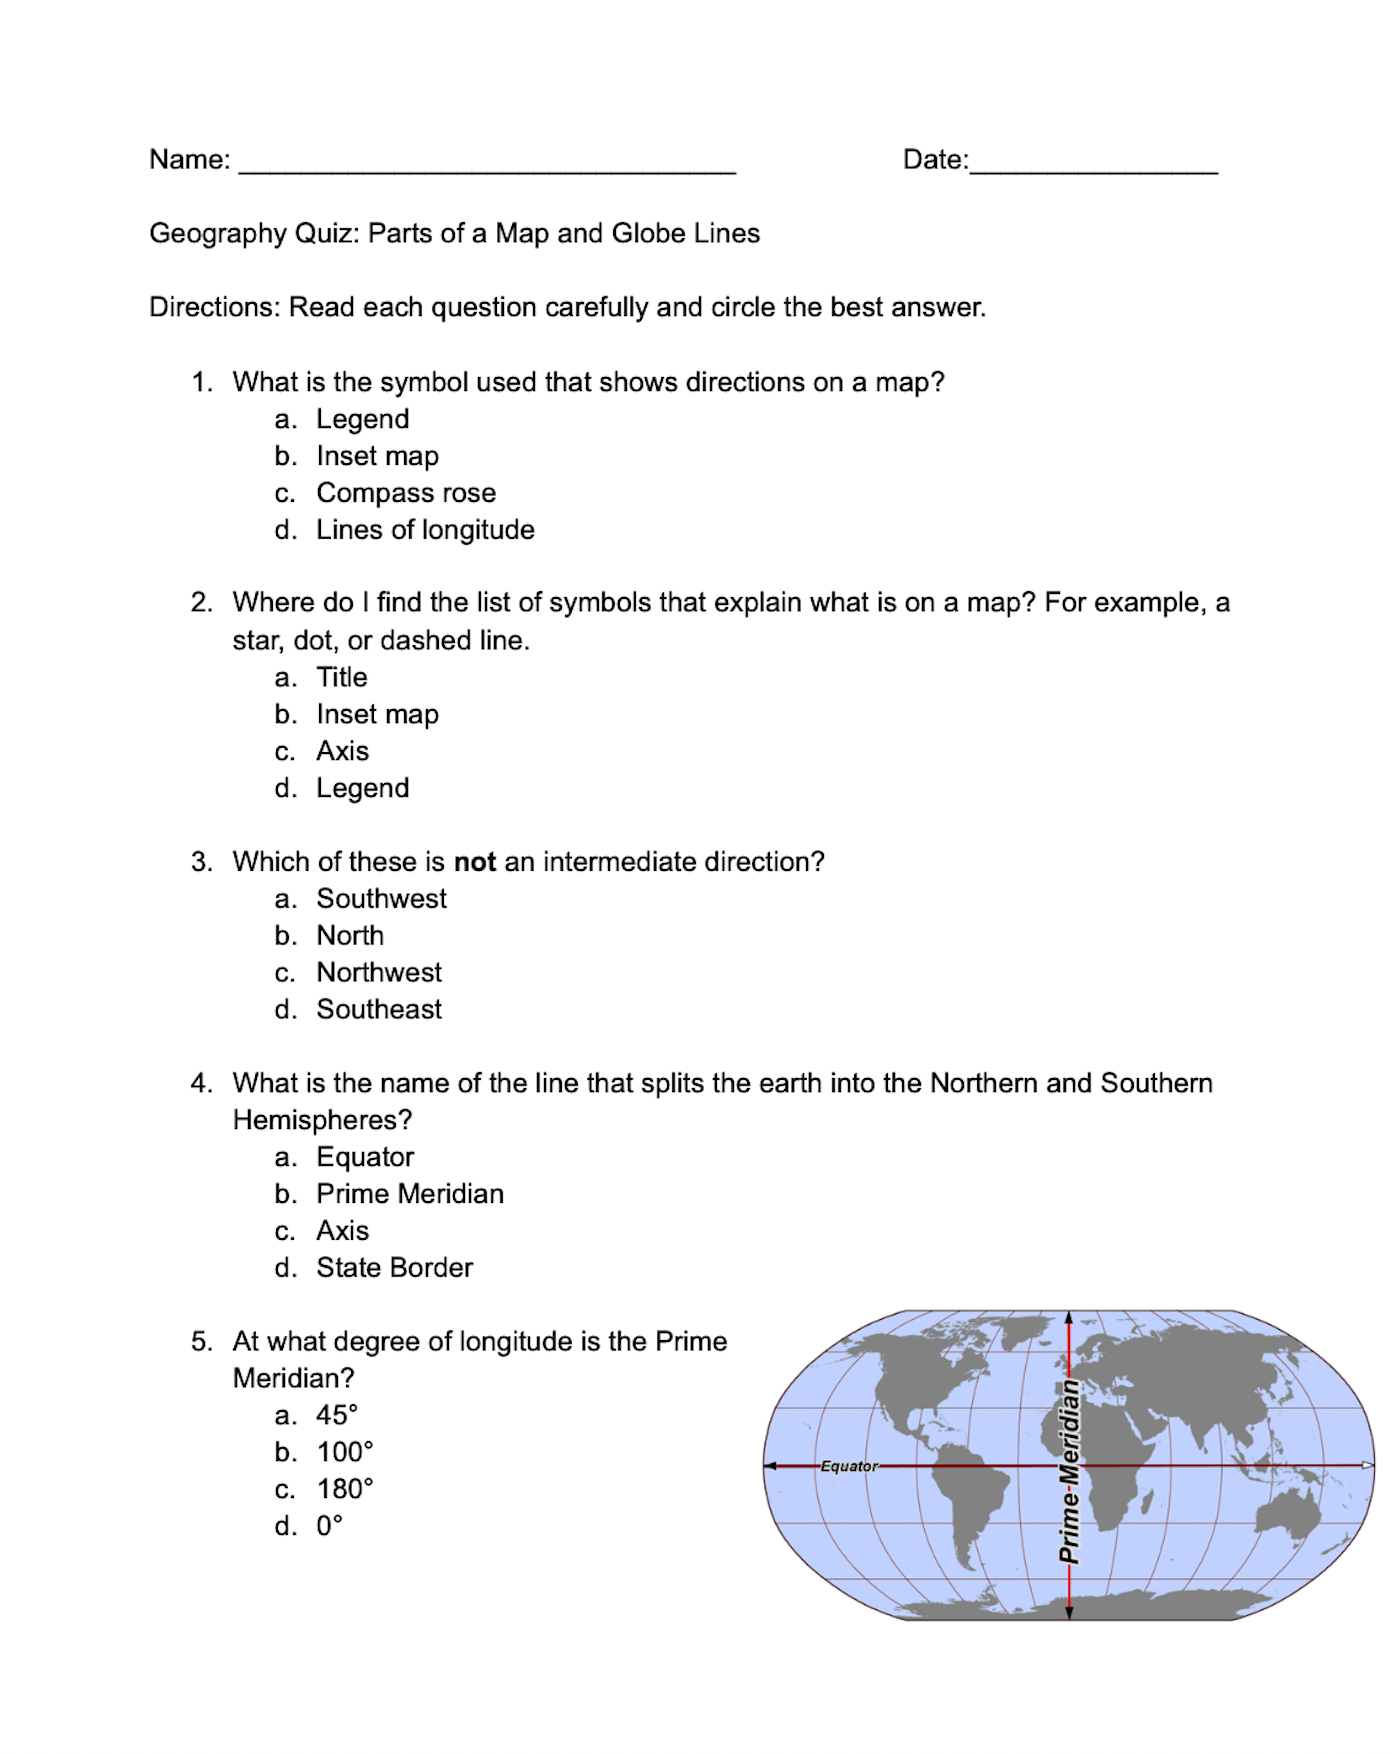 Name: ________________________________ Date:________________
Geography Quiz: Parts of a Map and Globe Lines
Directions: Read each question carefully and circle the best answer.
1. What is the symbol used that shows directions on a map?
a. Legend
b. Inset map
c. Compass rose
d. Lines of longitude
2. Where do I find the list of symbols that explain what is on a map? For example, a
star, dot, or dashed line.
a. Title
b. Inset map
c. Axis
d. Legend
3. Which of these is not an intermediate direction?
a. Southwest
b. North
c. Northwest
d. Southeast
4. What is the name of the line that splits the earth into the Northern and Southern
Hemispheres?
a. Equator
b. Prime Meridian
c. Axis
d. State Border
5. At what degree of longitude is the Prime
Meridian?
a. 45°
b. 100°
c. 180°
d. 0°
Equator
Prime Meridian